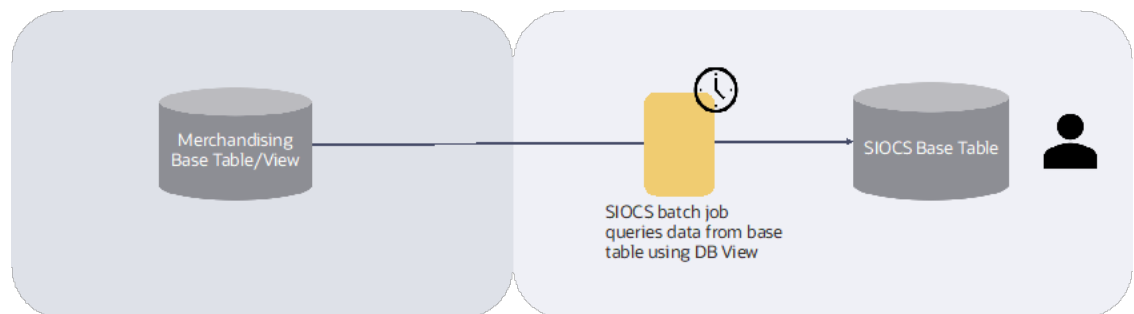 Merchandising
Base Table/View
SIOCS Base Table
SIOCS batch job
queries data from base
table using DB View